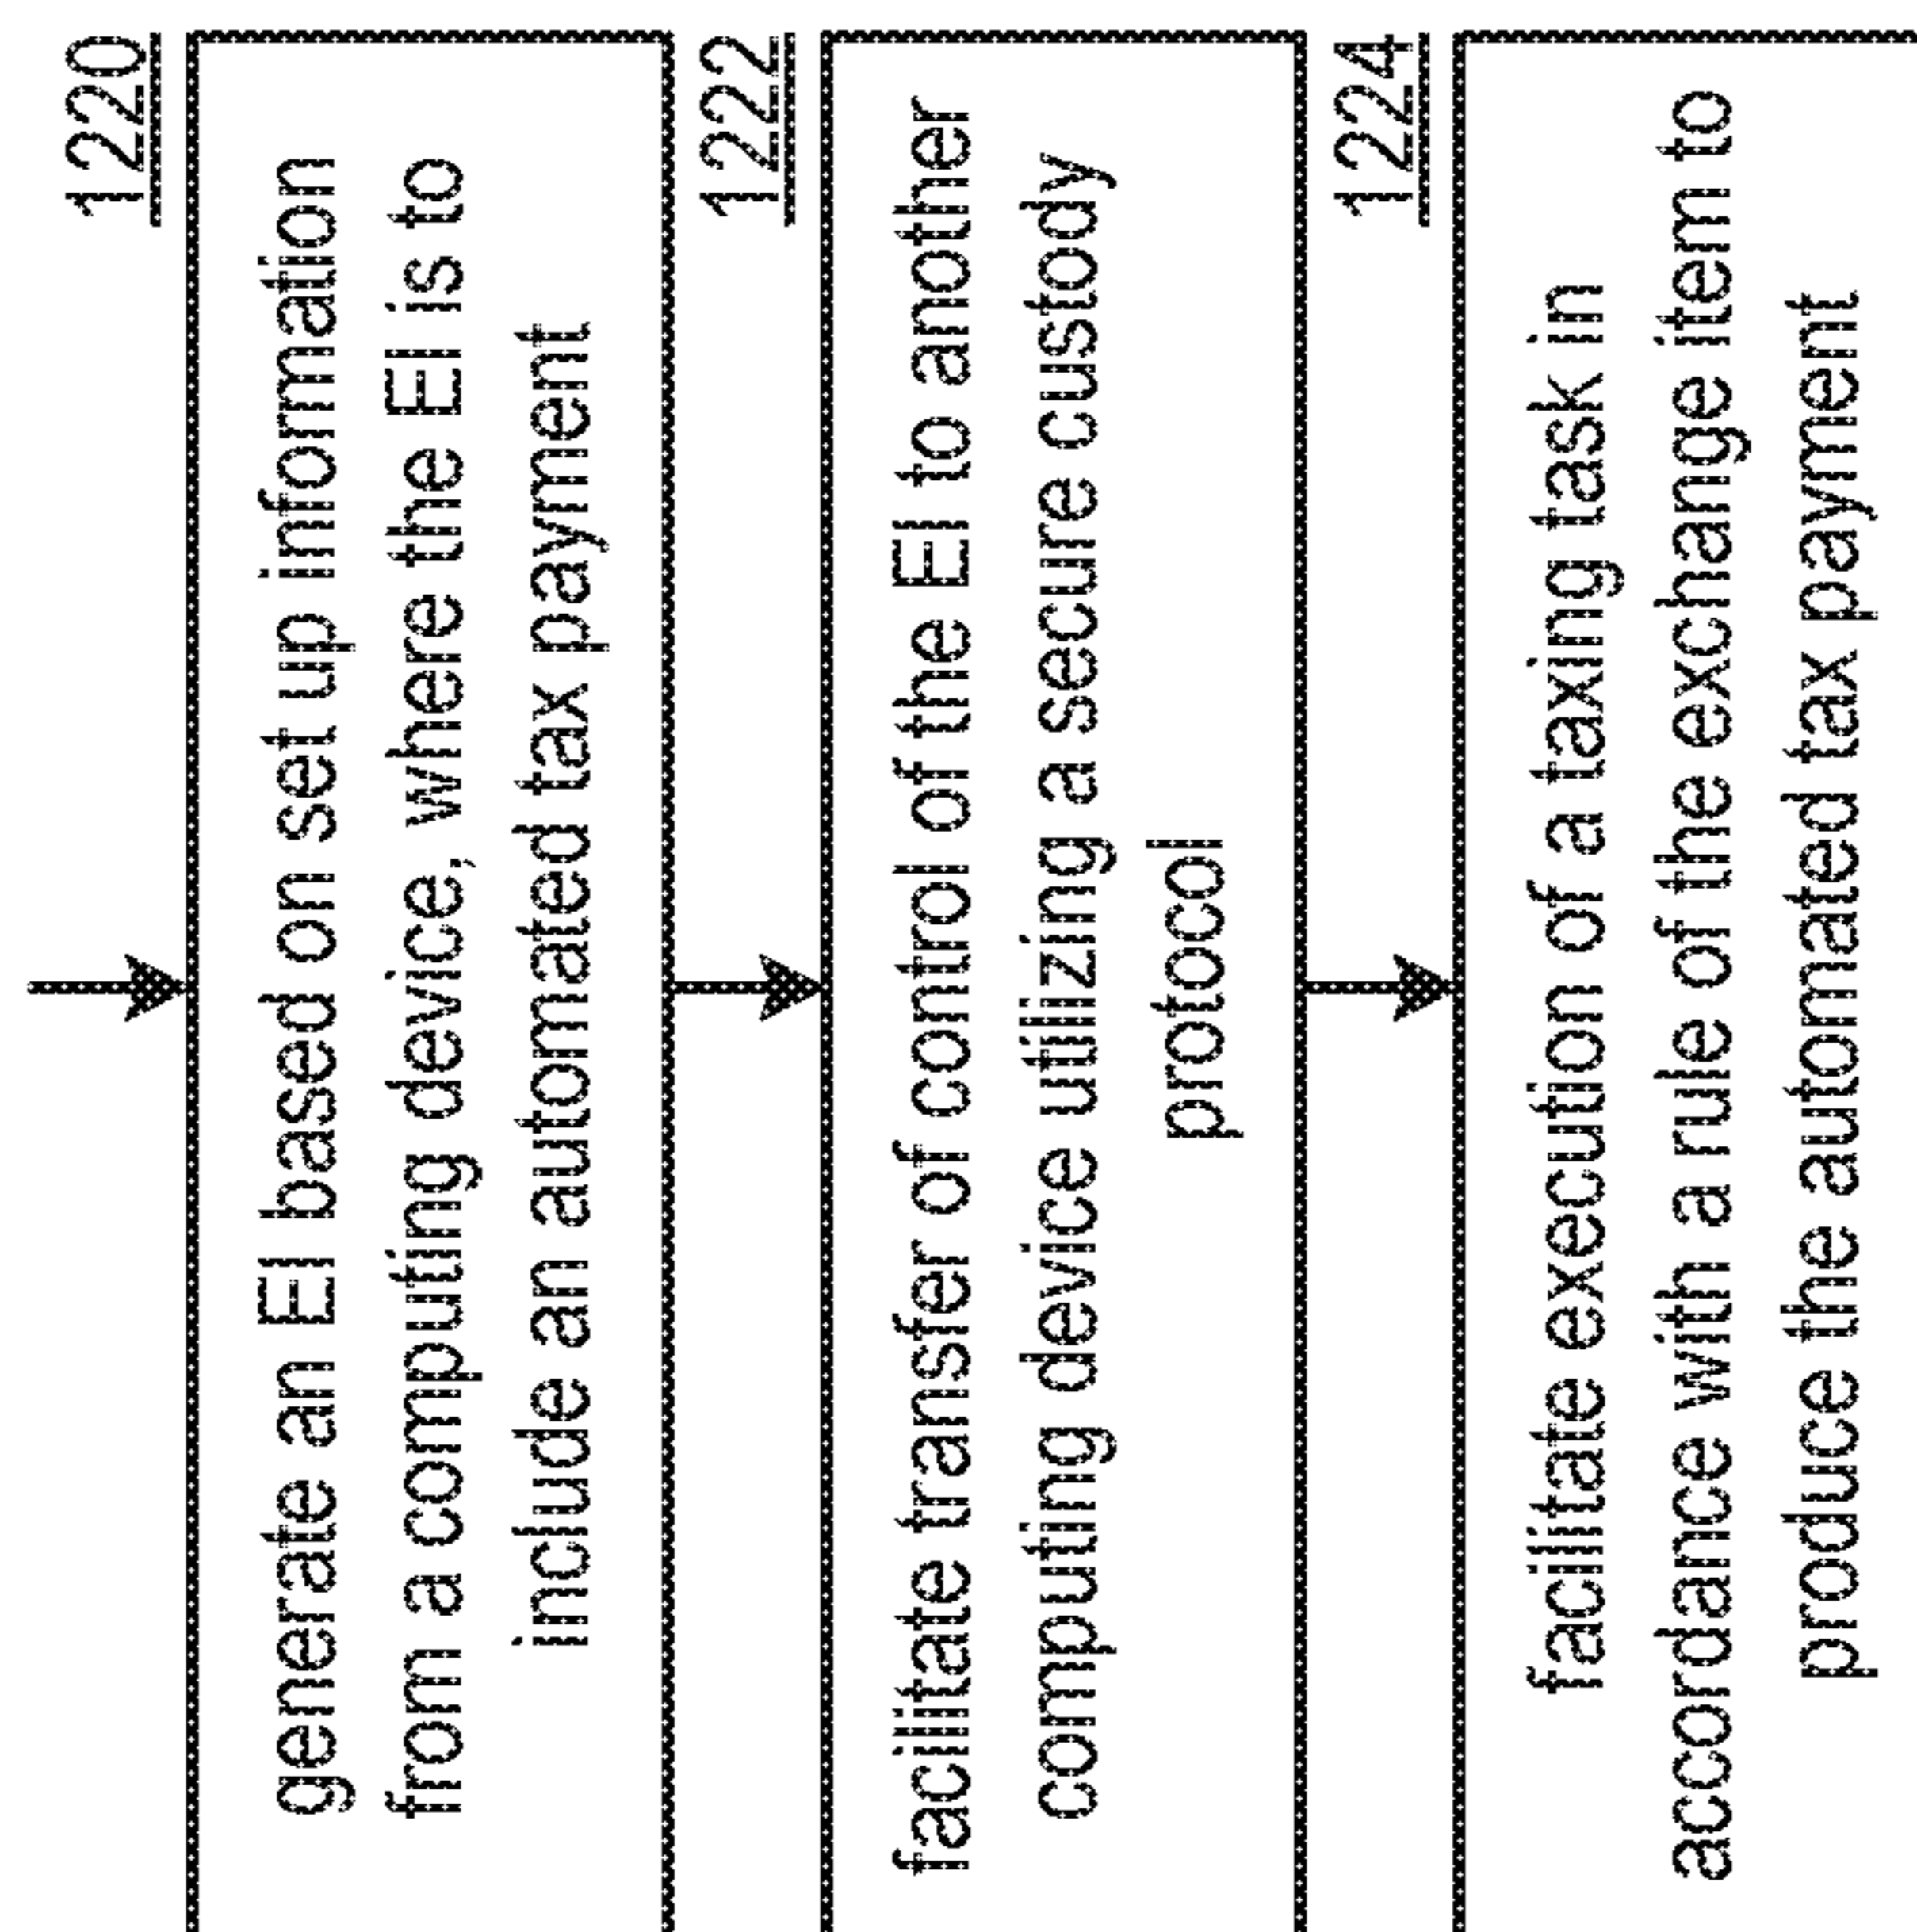 1220
generate an EI based on set up information
from a computing device, where the EI is to
include an automated tax payment
1222
facilitate transfer of control of the EI to another
computing device utilizing a secure custody
protocol
1224
facilitate execution of a taxing task in
accordance with a rule of the exchange item to
produce the automated tax payment